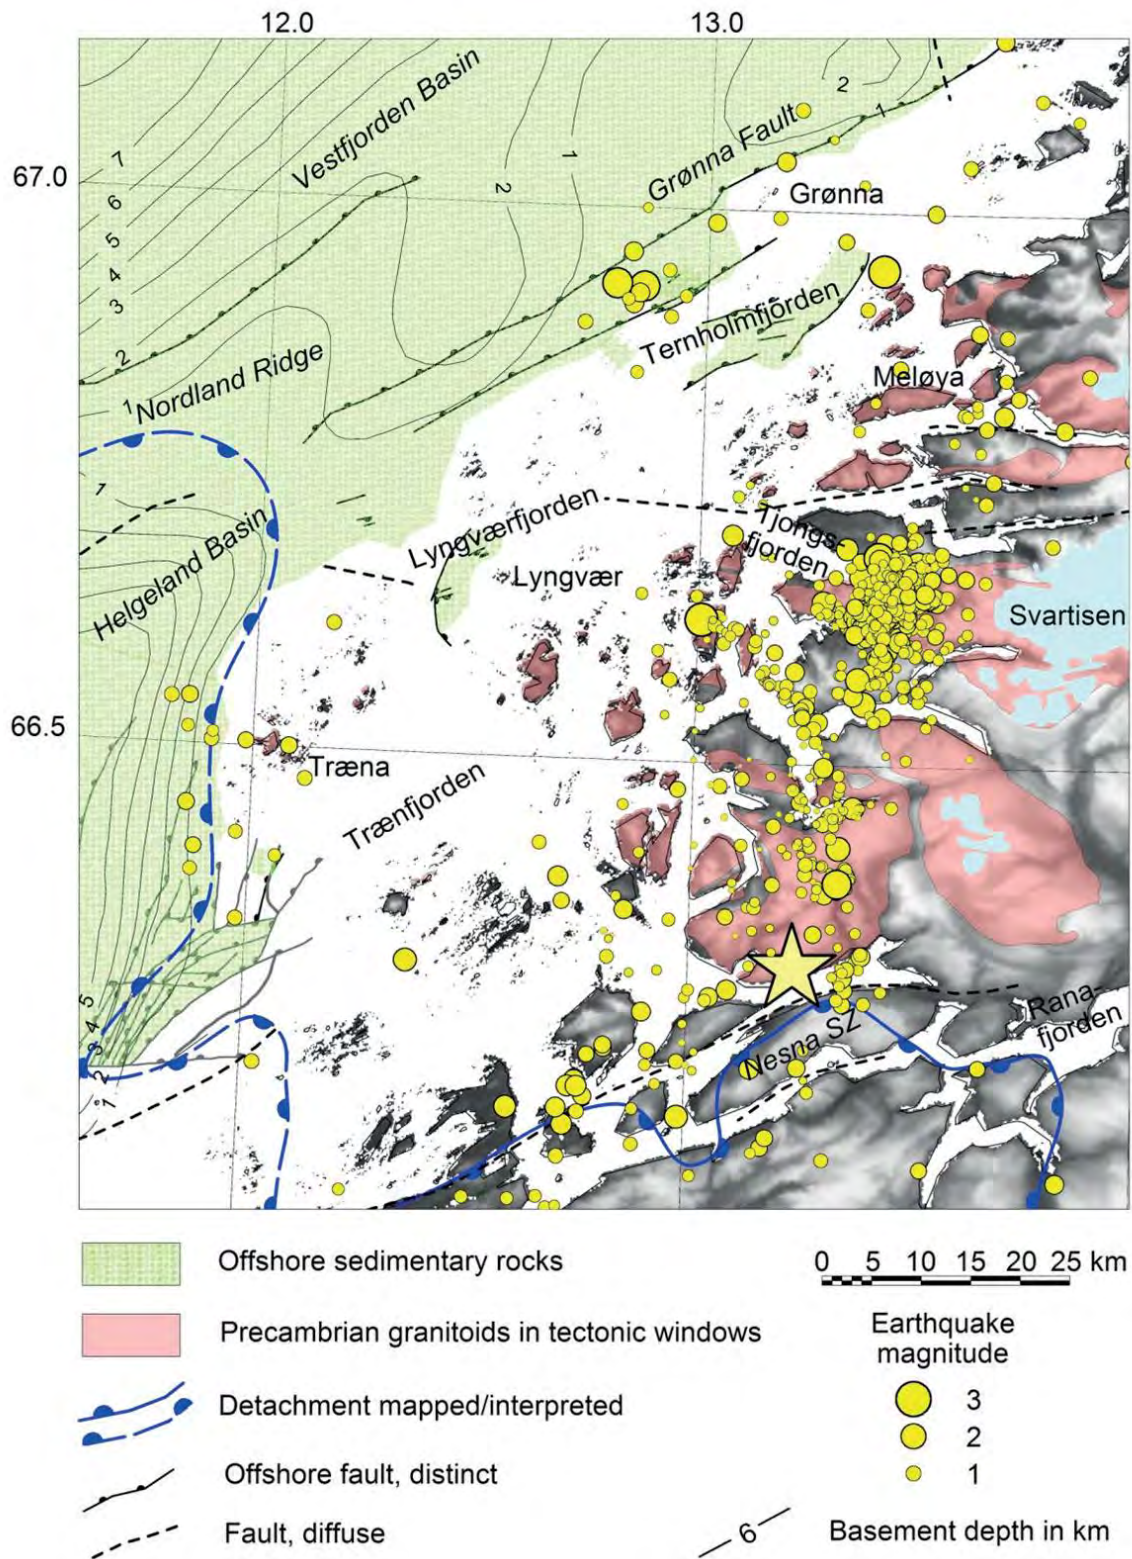 12.0
13.0
67.0
66.5
Vestfjorden Basin
Grønna Fault
Grønna
7
6
5
4
3
2
1
1
2
2
1
Nordland Ridge
Ternholmfjorden
Meløya
1
Helgeland Basin
Lyngværfjorden
Lyngvær
Tjongs-
fjorden
Svartisen
Træna
Trænfjorden
5
4
3
2
1
Nesna SZ
Rana-
fjorden
Offshore sedimentary rocks
Precambrian granitoids in tectonic windows
Detachment mapped/interpreted
Offshore fault, distinct
Fault, diffuse
0 5 10 15 20 25 km
Earthquake
magnitude
3
2
1
6
Basement depth in km